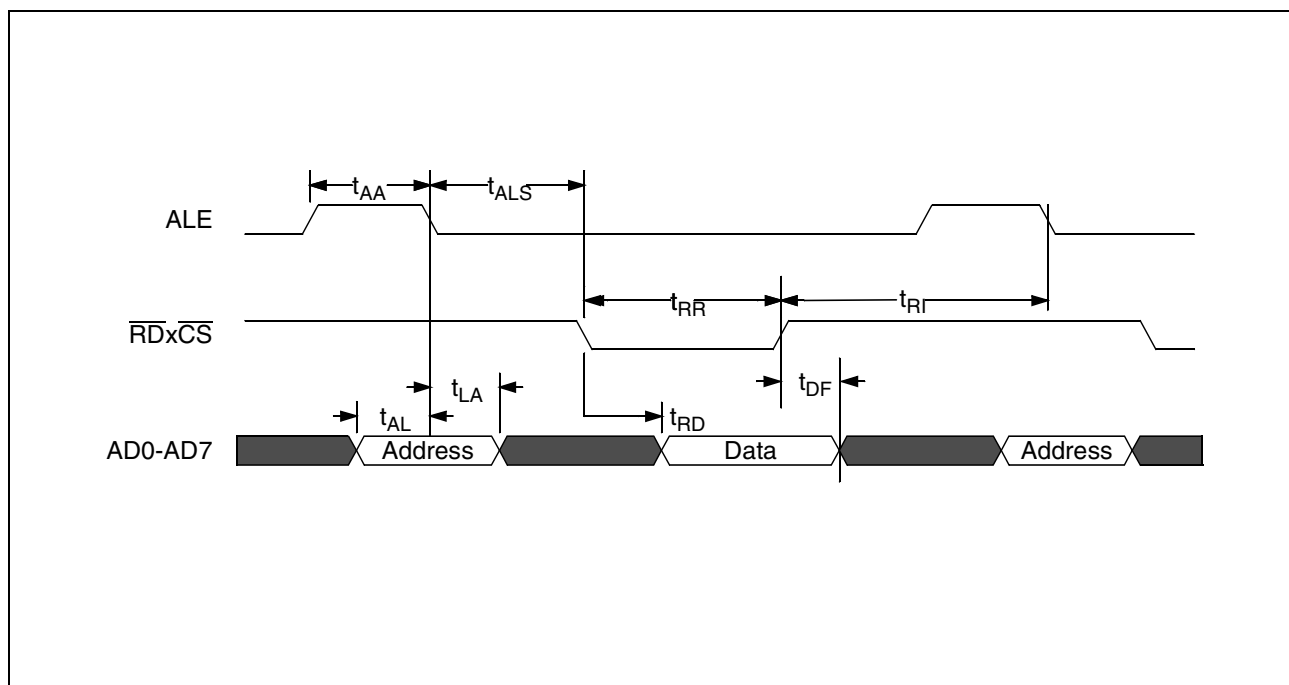 tAA
tALS
ALE
tRR
tRI
RDxCS
tLA
tDF
tAL
tRD
AD0-AD7
Address
Data
Address